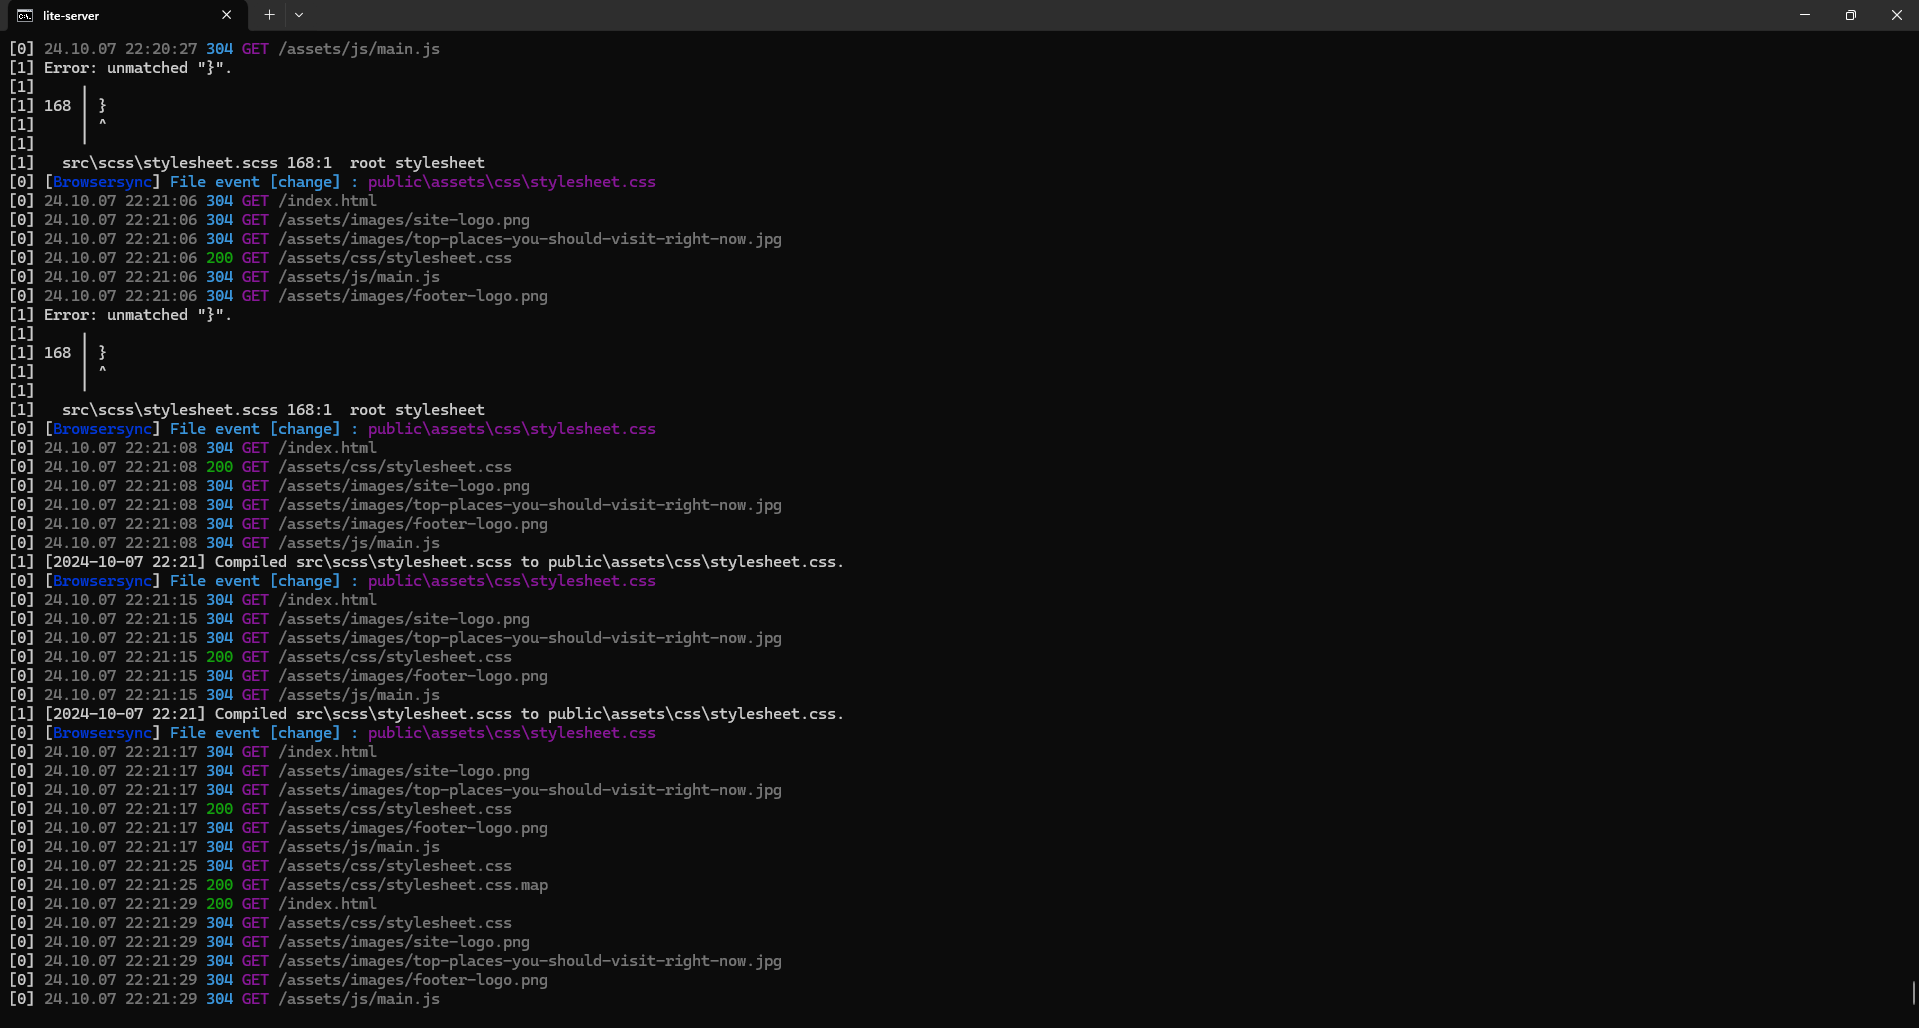 lite-server
[0] 24.10.07 22:20:27 304 GET /assets/js/main.js
[1] Error: unmatched "}".
[1]
[1] 168 │ }
[1] │ ^
[1]
[1] src\scss\stylesheet.scss 168:1 root stylesheet
[0] [Browsersync] File event [change] : public\assets\css\stylesheet.css
[0] 24.10.07 22:21:06 304 GET /index.html
[0] 24.10.07 22:21:06 304 GET /assets/images/site-logo.png
[0] 24.10.07 22:21:06 304 GET /assets/images/top-places-you-should-visit-right-now.jpg
[0] 24.10.07 22:21:06 200 GET /assets/css/stylesheet.css
[0] 24.10.07 22:21:06 304 GET /assets/js/main.js
[0] 24.10.07 22:21:06 304 GET /assets/images/footer-logo.png
[1] Error: unmatched "}".
[1]
[1] 168 │ }
[1] │ ^
[1]
[1] src\scss\stylesheet.scss 168:1 root stylesheet
[0] [Browsersync] File event [change] : public\assets\css\stylesheet.css
[0] 24.10.07 22:21:08 304 GET /index.html
[0] 24.10.07 22:21:08 200 GET /assets/css/stylesheet.css
[0] 24.10.07 22:21:08 304 GET /assets/images/site-logo.png
[0] 24.10.07 22:21:08 304 GET /assets/images/top-places-you-should-visit-right-now.jpg
[0] 24.10.07 22:21:08 304 GET /assets/images/footer-logo.png
[0] 24.10.07 22:21:08 304 GET /assets/js/main.js
[1] [2024-10-07 22:21] Compiled src\scss\stylesheet.scss to public\assets\css\stylesheet.css.
[0] [Browsersync] File event [change] : public\assets\css\stylesheet.css
[0] 24.10.07 22:21:15 304 GET /index.html
[0] 24.10.07 22:21:15 304 GET /assets/images/site-logo.png
[0] 24.10.07 22:21:15 304 GET /assets/images/top-places-you-should-visit-right-now.jpg
[0] 24.10.07 22:21:15 200 GET /assets/css/stylesheet.css
[0] 24.10.07 22:21:15 304 GET /assets/images/footer-logo.png
[0] 24.10.07 22:21:15 304 GET /assets/js/main.js
[1] [2024-10-07 22:21] Compiled src\scss\stylesheet.scss to public\assets\css\stylesheet.css.
[0] [Browsersync] File event [change] : public\assets\css\stylesheet.css
[0] 24.10.07 22:21:17 304 GET /index.html
[0] 24.10.07 22:21:17 304 GET /assets/images/site-logo.png
[0] 24.10.07 22:21:17 304 GET /assets/images/top-places-you-should-visit-right-now.jpg
[0] 24.10.07 22:21:17 200 GET /assets/css/stylesheet.css
[0] 24.10.07 22:21:17 304 GET /assets/images/footer-logo.png
[0] 24.10.07 22:21:17 304 GET /assets/js/main.js
[0] 24.10.07 22:21:25 304 GET /assets/css/stylesheet.css
[0] 24.10.07 22:21:25 200 GET /assets/css/stylesheet.css.map
[0] 24.10.07 22:21:29 200 GET /index.html
[0] 24.10.07 22:21:29 304 GET /assets/css/stylesheet.css
[0] 24.10.07 22:21:29 304 GET /assets/images/site-logo.png
[0] 24.10.07 22:21:29 304 GET /assets/images/top-places-you-should-visit-right-now.jpg
[0] 24.10.07 22:21:29 304 GET /assets/images/footer-logo.png
[0] 24.10.07 22:21:29 304 GET /assets/js/main.js